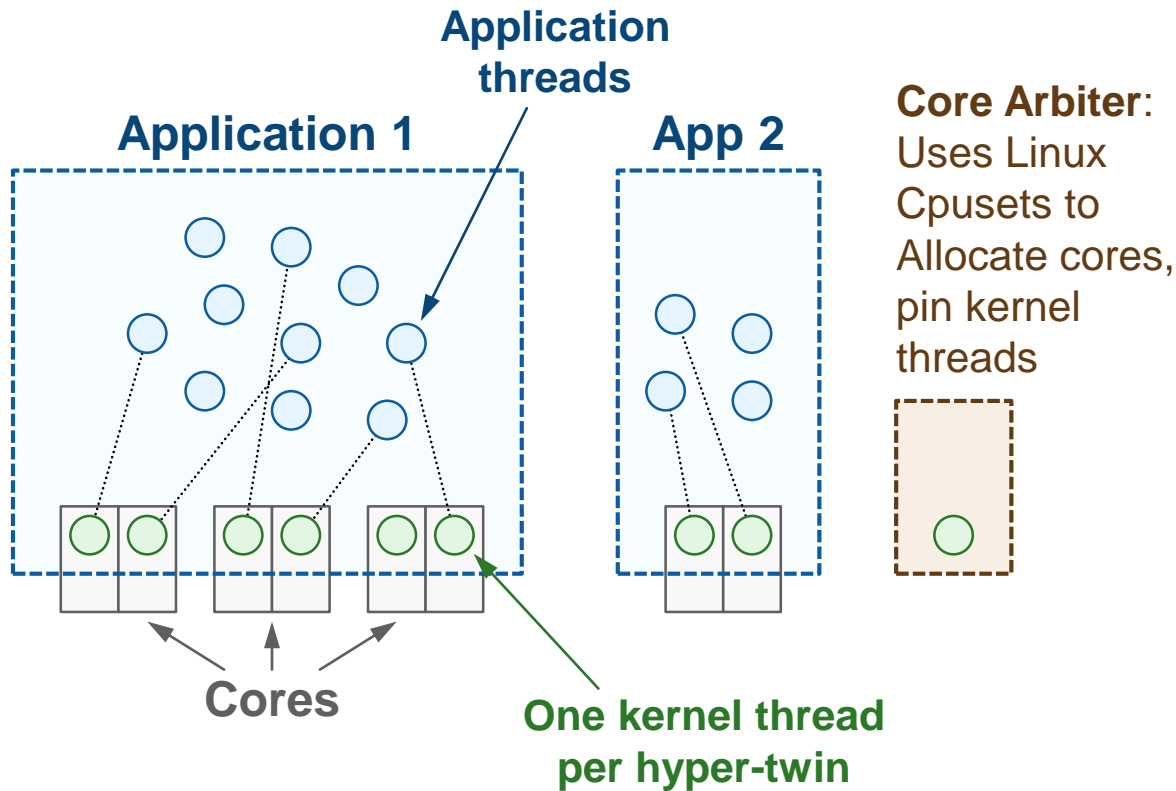 Application
threads
Application 1
App 2
Core Arbiter:
Uses Linux
Cpusets to
Allocate cores,
pin kernel
threads
Cores
One kernel thread
per hyper-twin